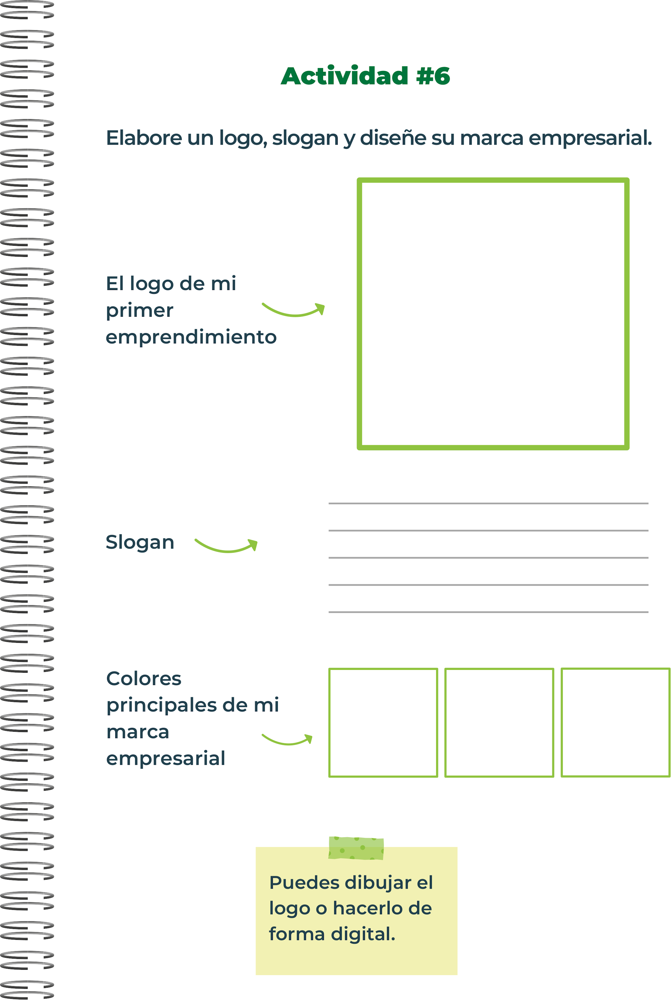 Actividad #6
Elabore un logo, slogan y diseñe su marca empresarial.
El logo de mi
primer
emprendimiento
Slogan
Colores
principales de mi
marca
empresarial
Puedes dibujar el
logo o hacerlo de
forma digital.